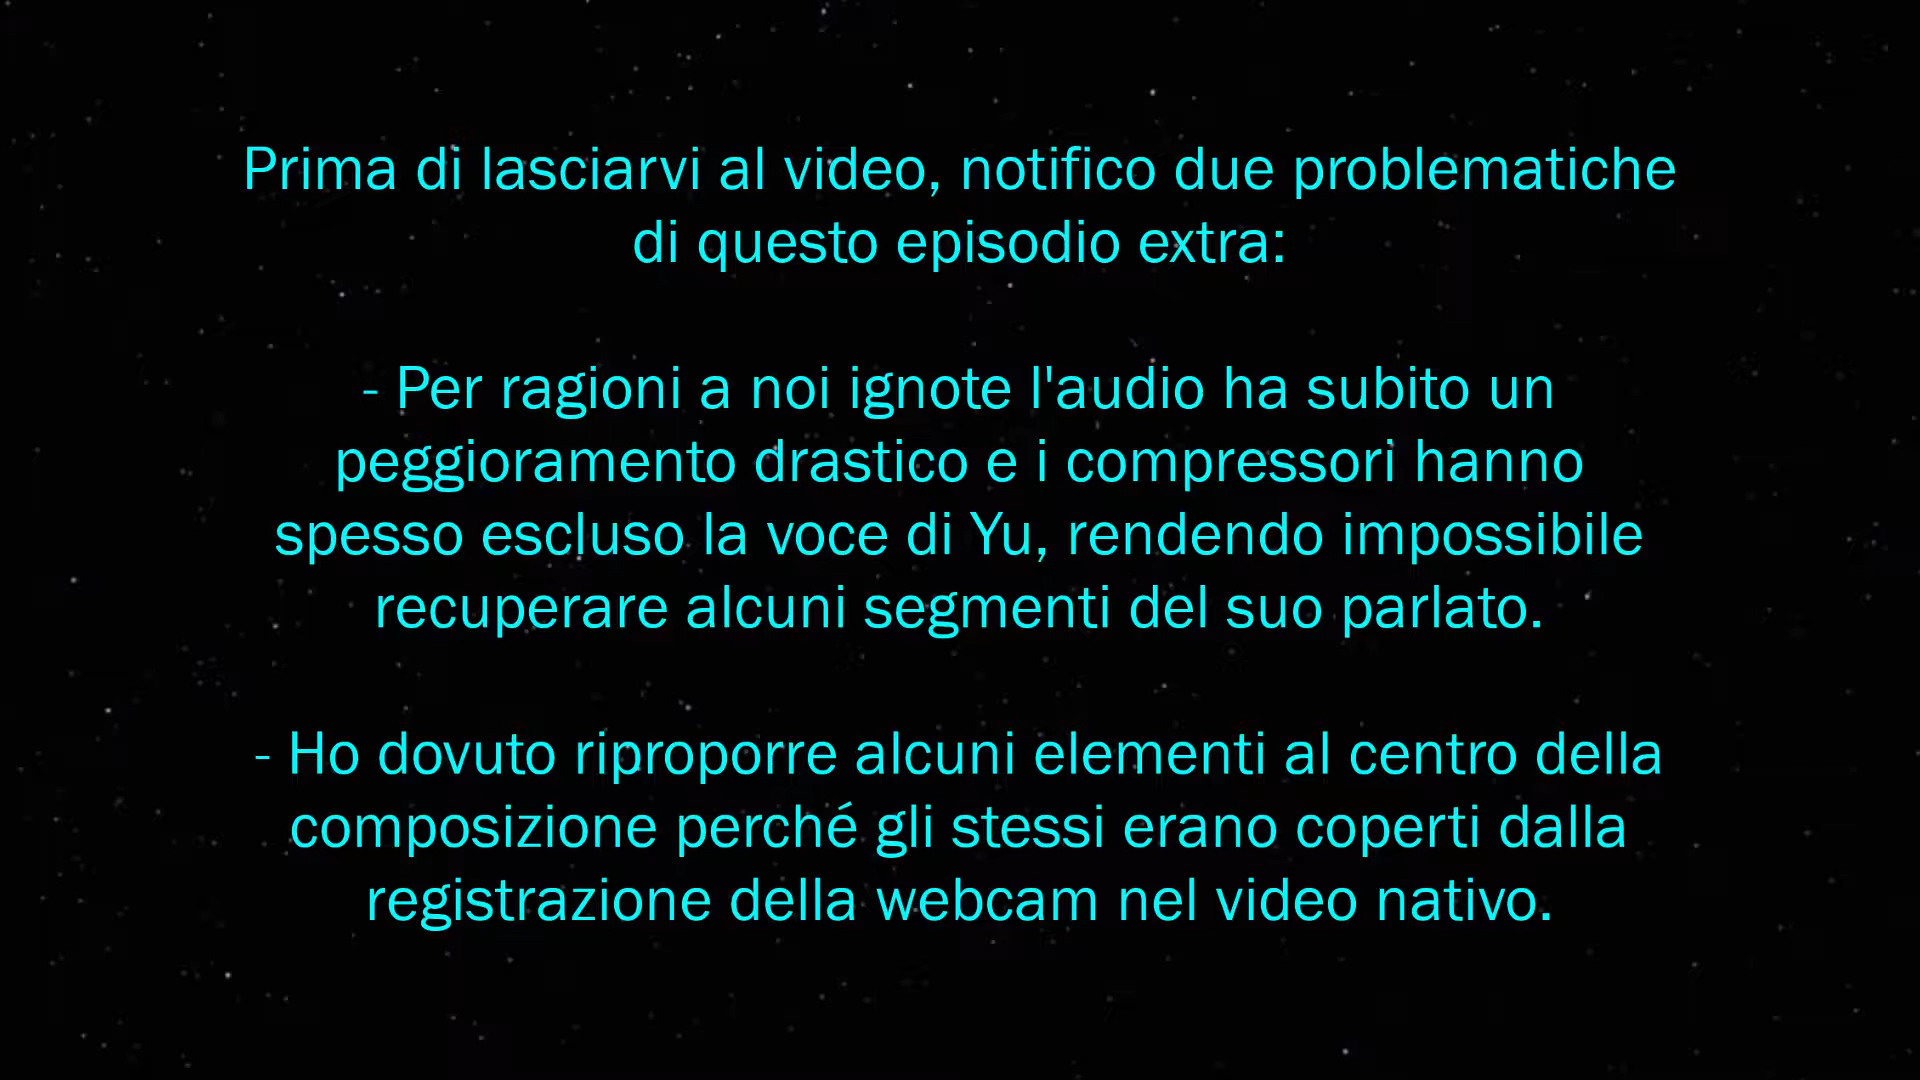 Prima di lasciarvi al video, notifico due problematiche
di questo episodio extra:
- Per ragioni a noi ignote l'audio ha subito un
peggioramento drastico e i compressori hanno
spesso escluso la voce di Yu, rendendo impossibile
recuperare alcuni segmenti del suo parlato.
- Ho dovuto riproporre alcuni elementi al centro della
composizione perché gli stessi erano coperti dalla
registrazione della webcam nel video nativo.